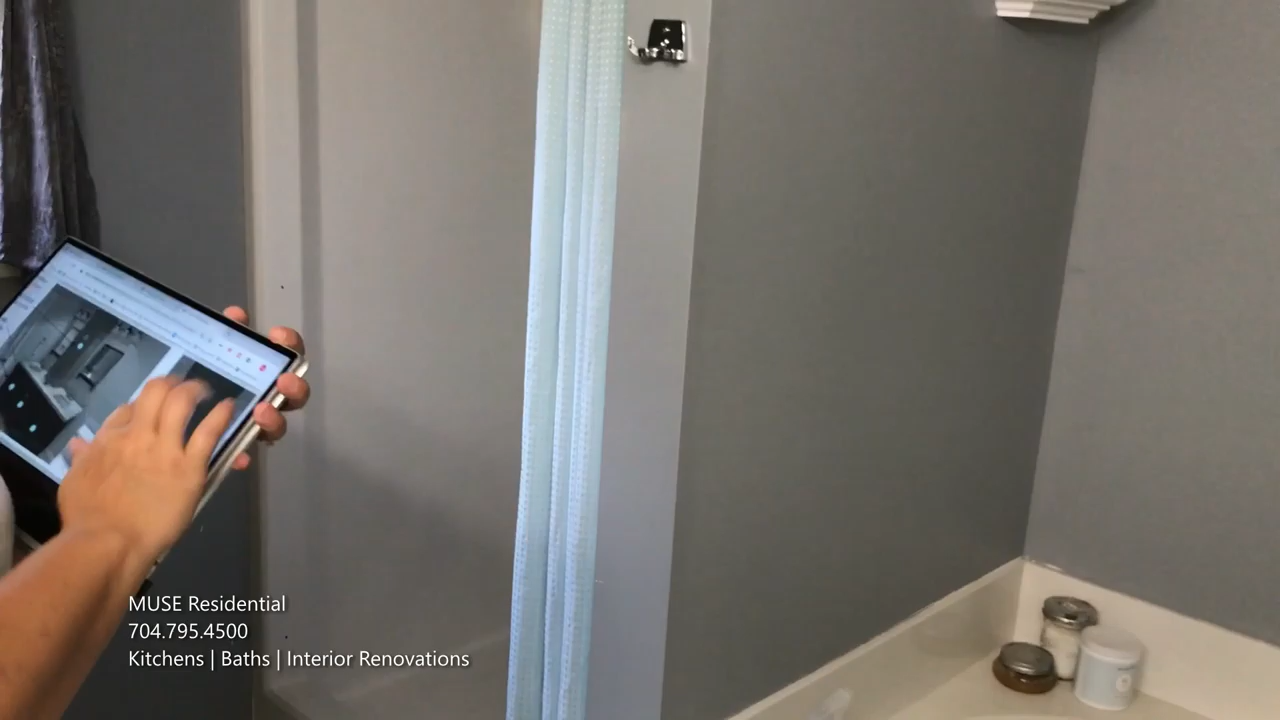 MUSE Residential
704.795.4500
Kitchens | Baths | Interior Renovations